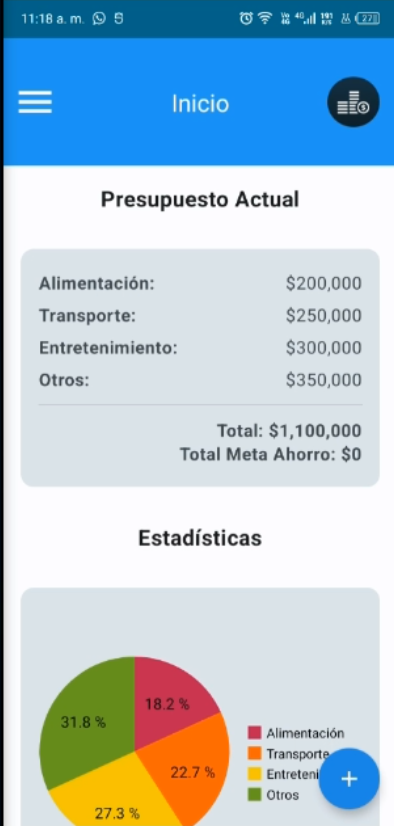 11:18 a. m.
Inicio
Presupuesto Actual
Alimentación: $200,000
Transporte: $250,000
Entretenimiento: $300,000
Otros: $350,000
Total: $1,100,000
Total Meta Ahorro: $0
Estadísticas
31.8 %
18.2 %
22.7 %
27.3 %
Alimentación
Transporte
Entreteni
Otros
+